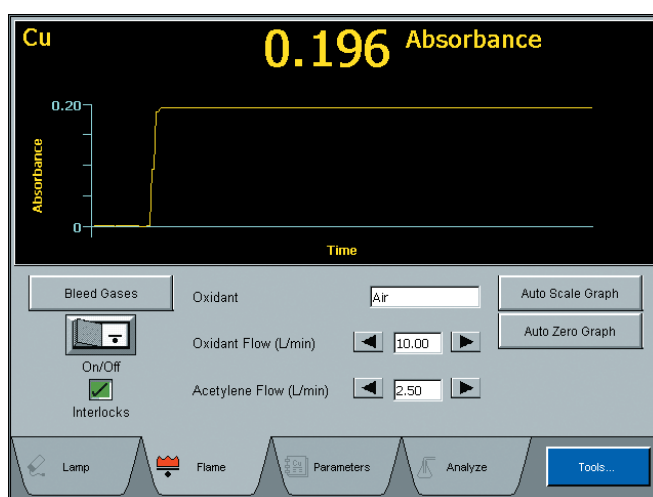 Cu
0.196 Absorbance
0.20
Absorbance
0
Time
Bleed Gases
Oxidant
Air
Auto Scale Graph
Oxidant Flow (L/min)
10.00
Auto Zero Graph
On/Off
Acetylene Flow (L/min)
2.50
Interlocks
Lamp
Flame
Parameters
Analyze
Tools...